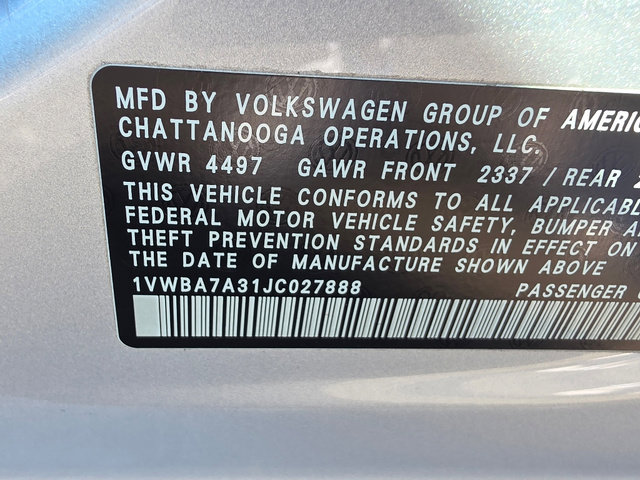 MFD BY VOLKSWAGEN GROUP OF AMERIC
CHATTANOOGA OPERATIONS, LLC.
GVWR 4497 GAWR FRONT 2337 / REAR 2
THIS VEHICLE CONFORMS TO ALL APPLICABL
FEDERAL MOTOR VEHICLE SAFETY, BUMPER A
THEFT PREVENTION STANDARDS IN EFFECT ON
THE DATE OF MANUFACTURE SHOWN ABOVE
1VWBA7A31JC027888 PASSENGER